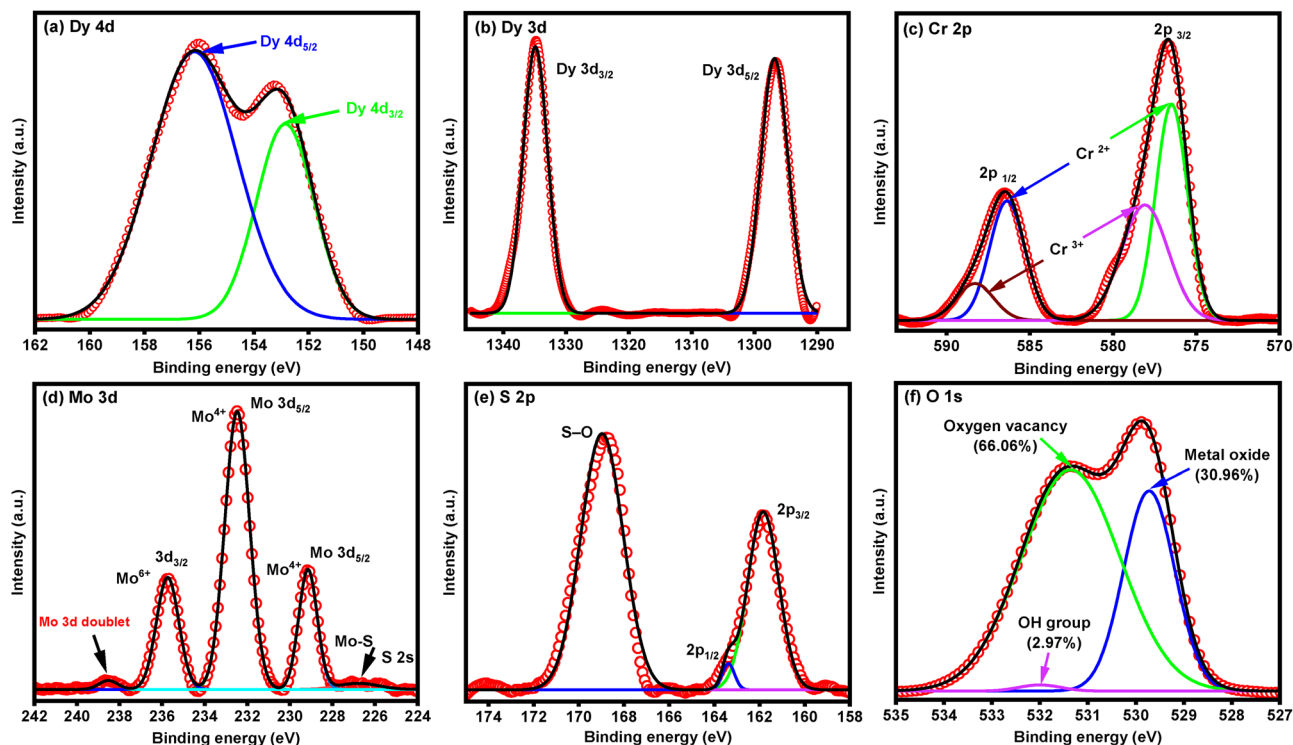 (a) Dy 4d
Dy 4d5/2
Dy 4d3/2
Intensity (a.u.)
162 160 158 156 154 152 150 148
Binding energy (eV)
(b) Dy 3d
Dy 3d3/2
Dy 3d5/2
Intensity (a.u.)
1340 1330 1320 1310 1300 1290
Binding energy (eV)
(c) Cr 2p
2p 3/2
Cr 2+
2p 1/2
Cr 3+
Intensity (a.u.)
590 585 580 575 570
Binding energy (eV)
(d) Mo 3d
Mo 3d5/2
Mo4+
3d3/2
Mo 3d5/2
Mo6+
Mo4+
Mo 3d doublet
Mo-S
S 2s
Intensity (a.u.)
242 240 238 236 234 232 230 229 226 224
Binding energy (eV)
(e) S 2p
S–O
2p3/2
2p1/2
Intensity (a.u.)
174 172 170 168 166 164 162 160 158
Binding energy (eV)
(f) O 1s
Oxygen vacancy
(66.06%)
Metal oxide
(30.96%)
OH group
(2.97%)
Intensity (a.u.)
535 534 533 532 531 530 529 528 527
Binding energy (eV)